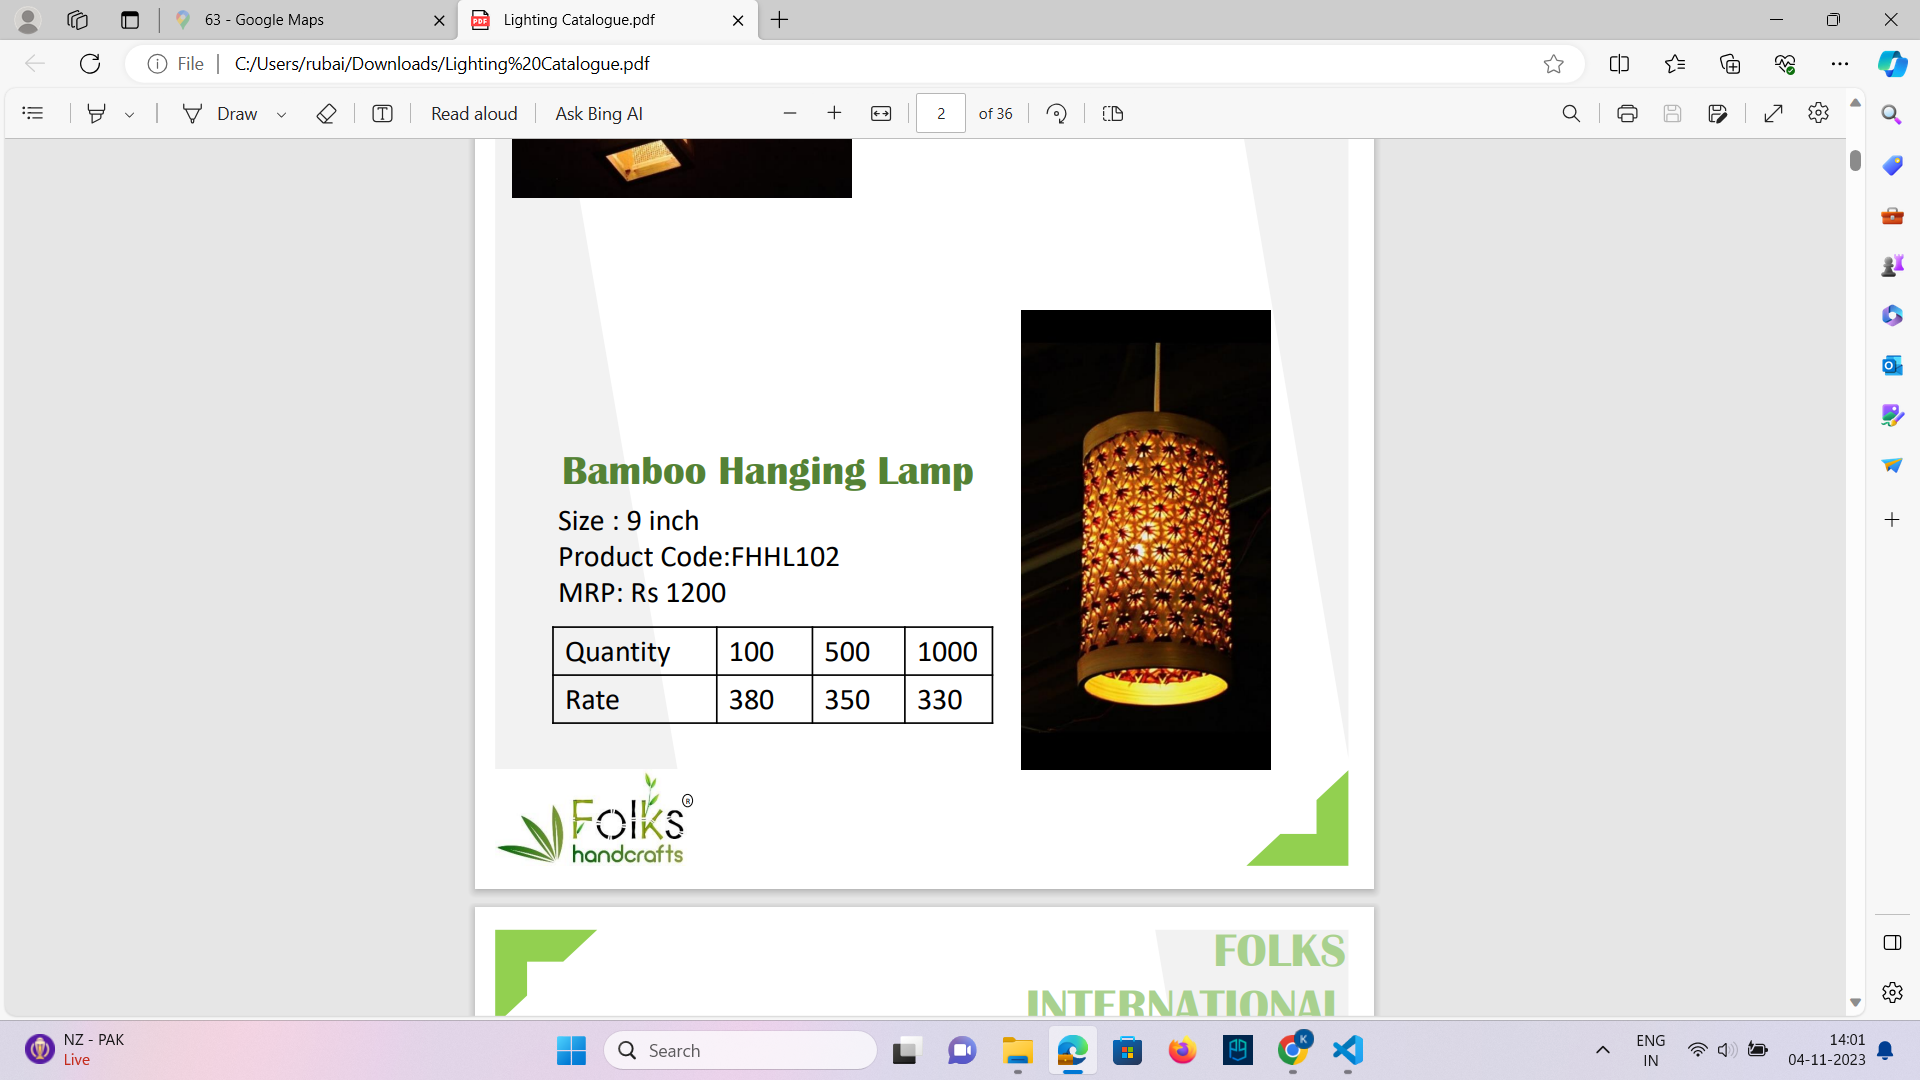 63 - Google Maps
Lighting Catalogue.pdf
File
C:/Users/rubai/Downloads/Lighting%20Catalogue.pdf
Draw
Read aloud
Ask Bing AI
2
of 36
Bamboo Hanging Lamp
Size : 9 inch
Product Code:FHHL102
MRP: Rs 1200
Quantity 100 500 1000
Rate 380 350 330
Folks ®
handcrafts
FOLKS
INTERNATIONAL
NZ - PAK
Live
Search
K
ENG
IN
14:01
04-11-2023